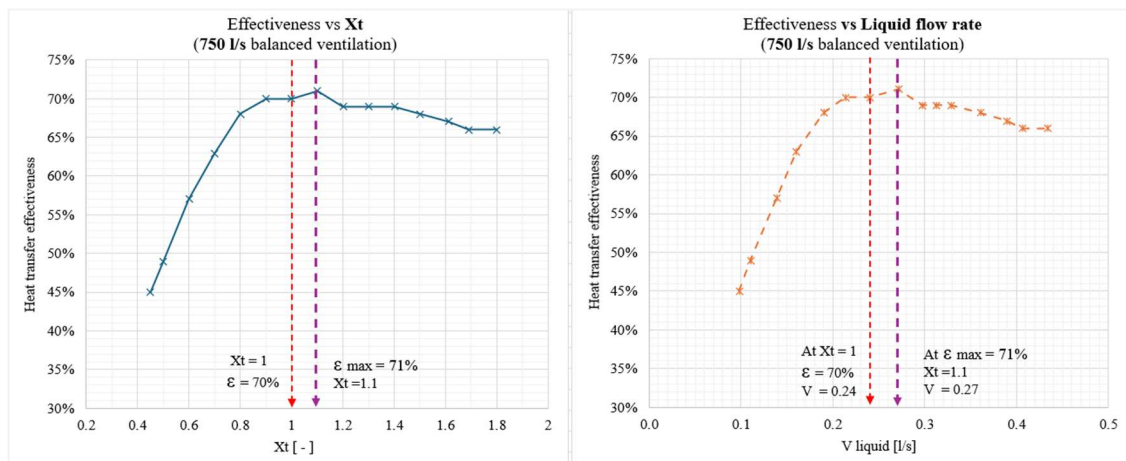 Effectiveness vs Xt
(750 l/s balanced ventilation)
75%
70%
65%
60%
55%
50%
45%
40%
35%
30%
Heat transfer effectiveness
Xt = 1
ε = 70%
ε max = 71%
Xt =1.1
0.2 0.4 0.6 0.8 1.0 1.2 1.4 1.6 1.8 2
Xt [ - ]
Effectiveness vs Liquid flow rate
(750 l/s balanced ventilation)
75%
70%
65%
60%
55%
50%
45%
40%
35%
30%
Heat transfer effectiveness
At Xt = 1
ε = 70%
V = 0.24
At ε max = 71%
Xt =1.1
V = 0.27
0.0 0.1 0.2 0.3 0.4 0.5
V liquid [l/s]